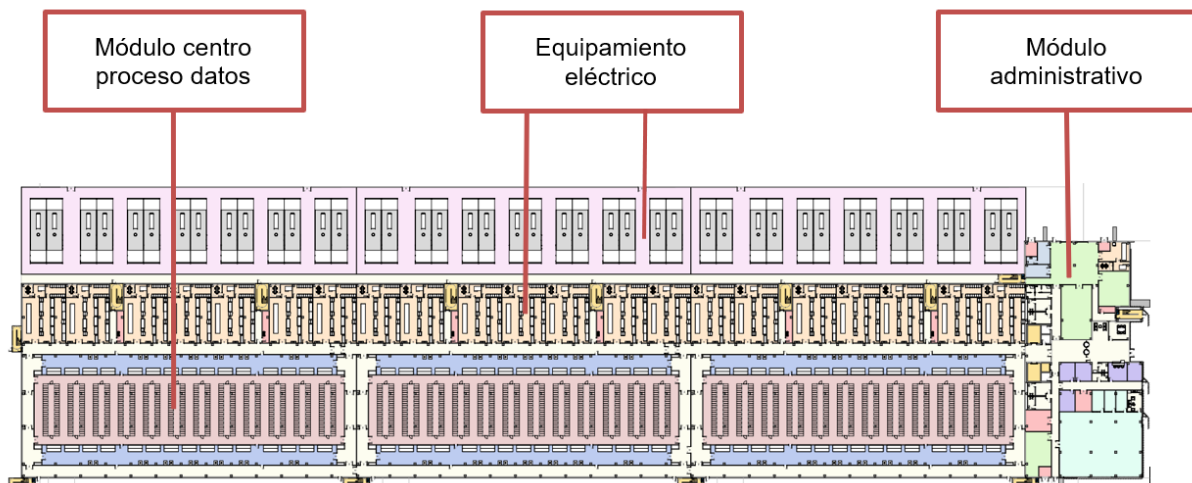 Módulo centro
proceso datos
Equipamiento
eléctrico
Módulo
administrativo